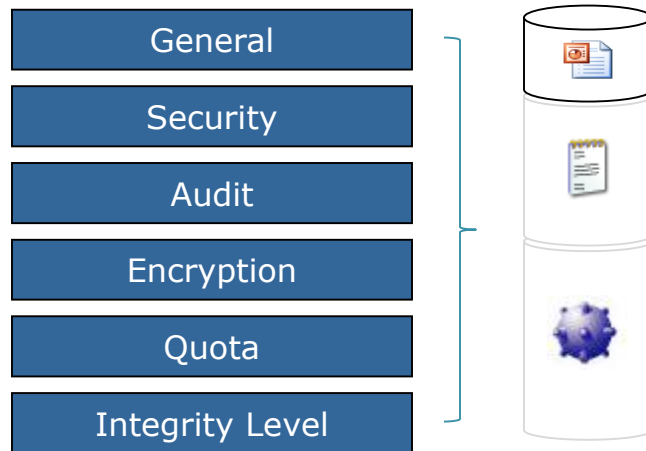 General
Security
Audit
Encryption
Quota
Integrity Level